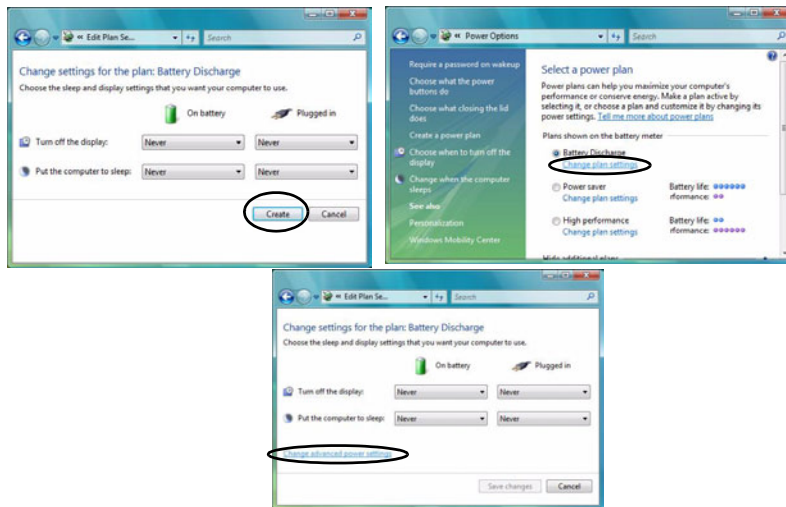 « Edit Plan Se...
Search
Change settings for the plan: Battery Discharge
Choose the sleep and display settings that you want your computer to use.
On battery
Plugged in
Turn off the display:
Never
Never
Put the computer to sleep:
Never
Never
Create
Cancel
« Power Options
Search
Require a password on wakeup
Choose what the power
buttons do
Choose what closing the lid
does
Create a power plan
Choose when to turn off the
display
Change when the computer
sleeps
See also
Personalization
Windows Mobility Center
Select a power plan
Power plans can help you maximize your computer's
performance or conserve energy. Make a plan active by
selecting it, or choose a plan and customize it by changing its
power settings. Tell me more about power plans
Plans shown on the battery meter
Battery Discharge
Change plan settings
Power saver
Battery life:
Change plan settings
rformance:
High performance
Battery life:
Change plan settings
rformance:
Hide additional plans
« Edit Plan Se...
Search
Change settings for the plan: Battery Discharge
Choose the sleep and display settings that you want your computer to use.
On battery
Plugged in
Turn off the display:
Never
Never
Put the computer to sleep:
Never
Never
Change advanced power settings
Save changes
Cancel